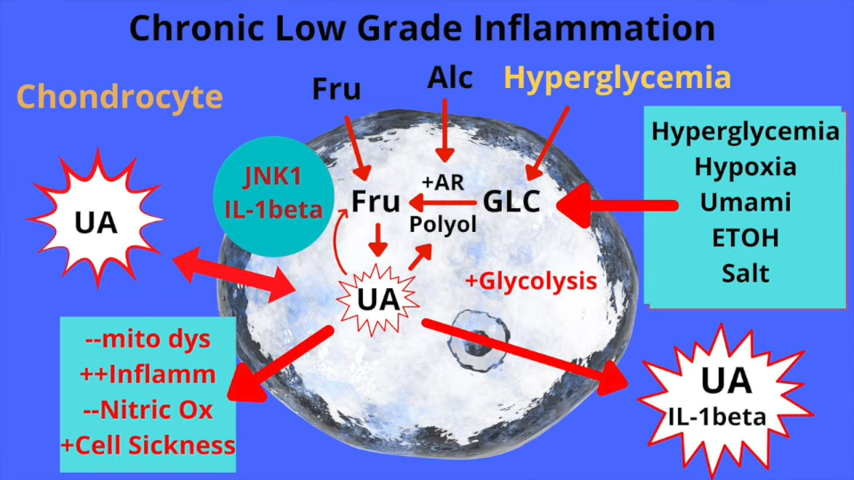 Chronic Low Grade Inflammation
Chondrocyte
Fru
Alc
Hyperglycemia
Hyperglycemia
Hypoxia
Umami
ETOH
Salt
JNK1
IL-1beta
+AR
Fru
GLC
Polyol
UA
UA
+Glycolysis
--mito dys
++Inflamm
--Nitric Ox
+Cell Sickness
UA
IL-1beta